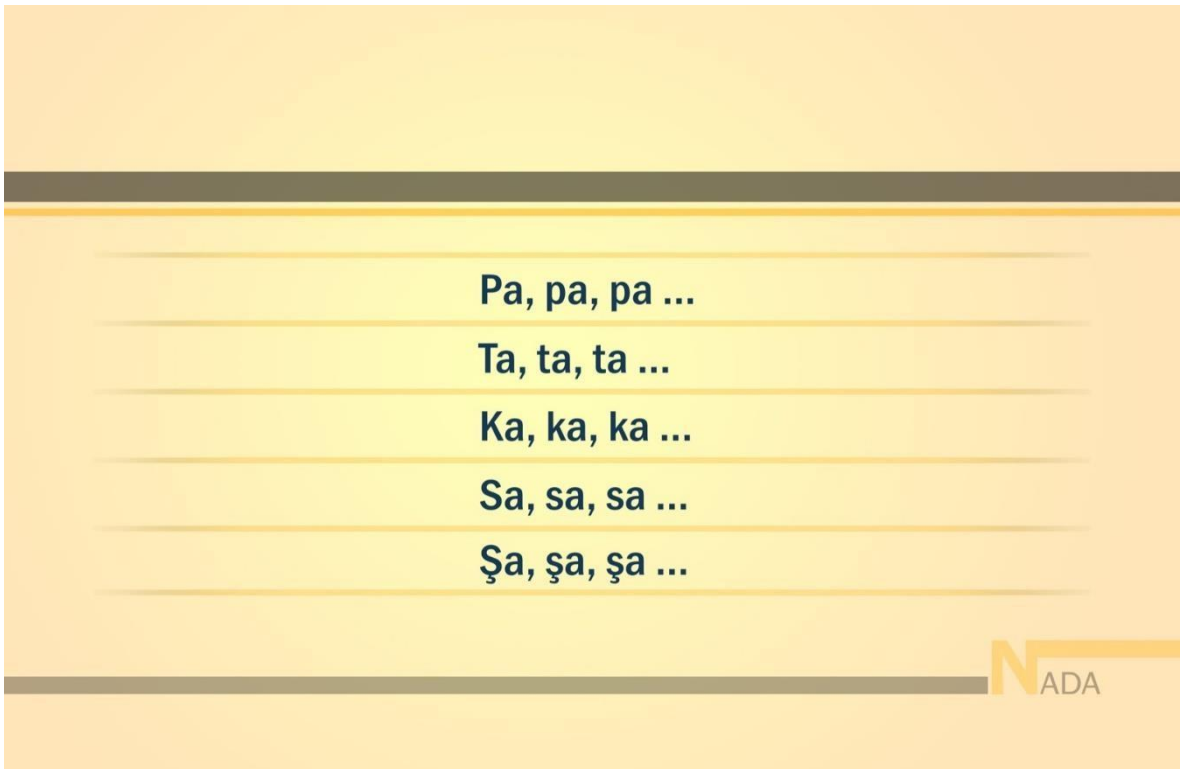 Pa, pa, pa ...
Ta, ta, ta ...
Ka, ka, ka ...
Sa, sa, sa ...
Şa, şa, şa ...
NADA